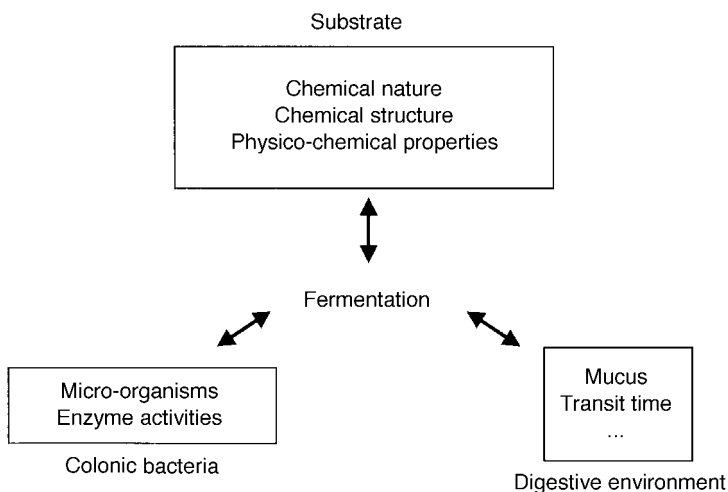 Substrate
Chemical nature
Chemical structure
Physico-chemical properties
Fermentation
Micro-organisms
Enzyme activities
Colonic bacteria
Mucus
Transit time
...
Digestive environment